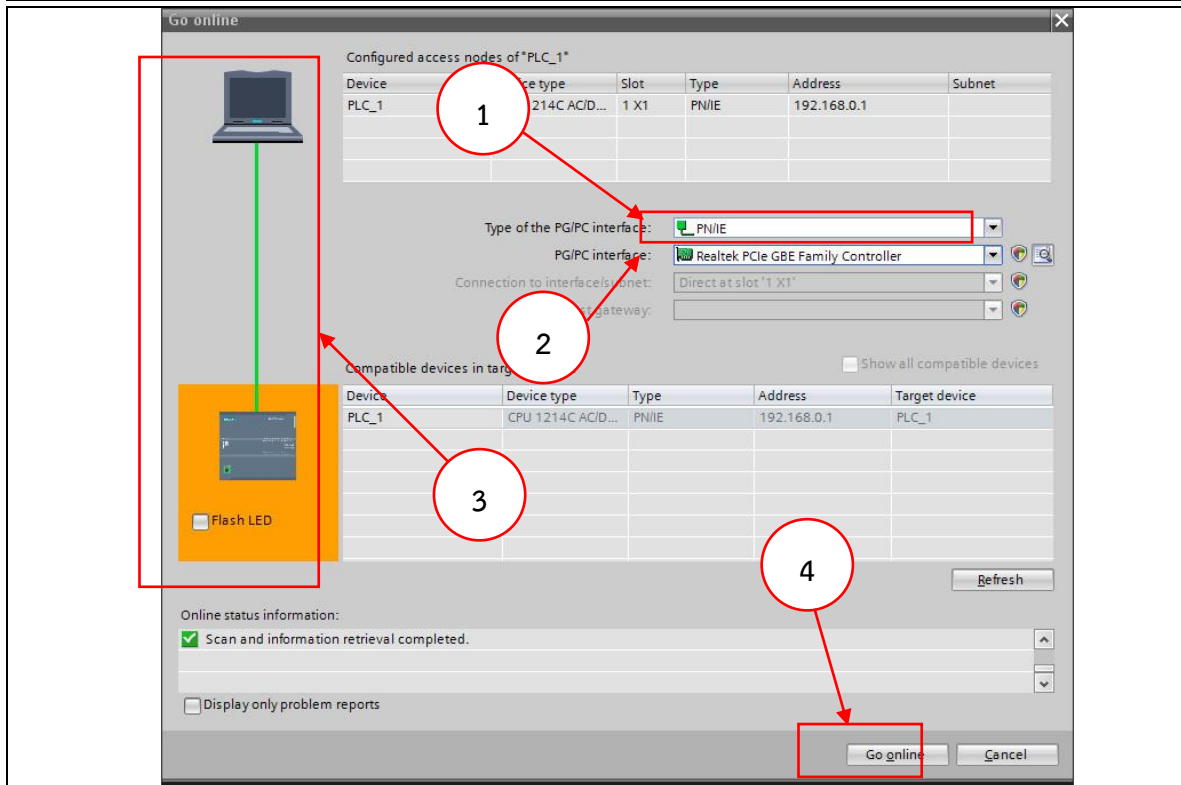 Go online
Configured access nodes of "PLC_1"
Device ce type Slot Type Address Subnet
PLC_1 214C AC/D... 1 X1 PN/IE 192.168.0.1
1
Type of the PG/PC interface: PN/IE
PG/PC interface: Realtek PCIe GBE Family Controller
Connection to interface/subnet: Direct at slot '1 X1'
gateway:
2
Compatible devices in Show all compatible devices
Device Device type Type Address Target device
PLC_1 CPU 1214C AC/D... PN/IE 192.168.0.1 PLC_1
3
Flash LED
4
Refresh
Online status information:
Scan and information retrieval completed.
Display only problem reports
Go online Cancel